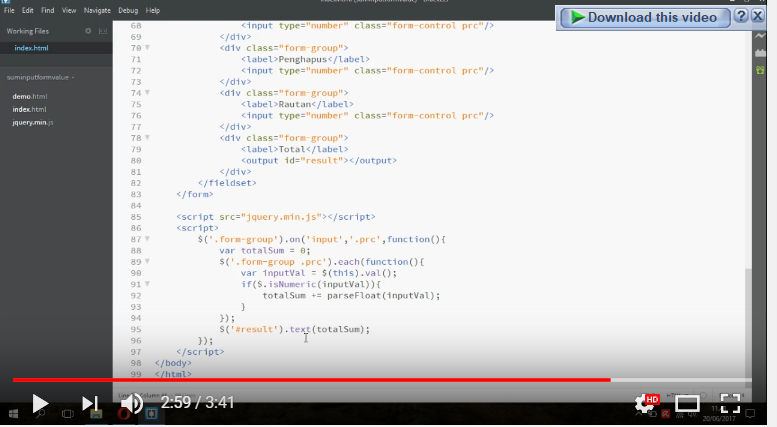 File Edit Find View Navigate Debug Help
Download this video
Working Files
index.html
suminputformvalue
demo.html
index.html
jquery.min.js
68 <input type="number" class="form-control prc"/>
69 </div>
70 <div class="form-group">
71 <label>Penghapus</label>
72 <input type="number" class="form-control prc"/>
73 </div>
74 <div class="form-group">
75 <label>Rautan</label>
76 <input type="number" class="form-control prc"/>
77 </div>
78 <div class="form-group">
79 <label>Total</label>
80 <output id="result"></output>
81 </div>
82 </fieldset>
83 </form>
84
85 <script src="jquery.min.js"></script>
86 <script>
87 $('.form-group').on('input','.prc',function(){
88 var totalSum = 0;
89 $('.form-group .prc').each(function(){
90 var inputVal = $(this).val();
91 if($.isNumeric(inputVal)){
92 totalSum += parseFloat(inputVal);
93 }
94 });
95 $('#result').text(totalSum);
96 });
97 </script>
98 </body>
99 </html>
2:59 / 3:41
HD
20/06/2017